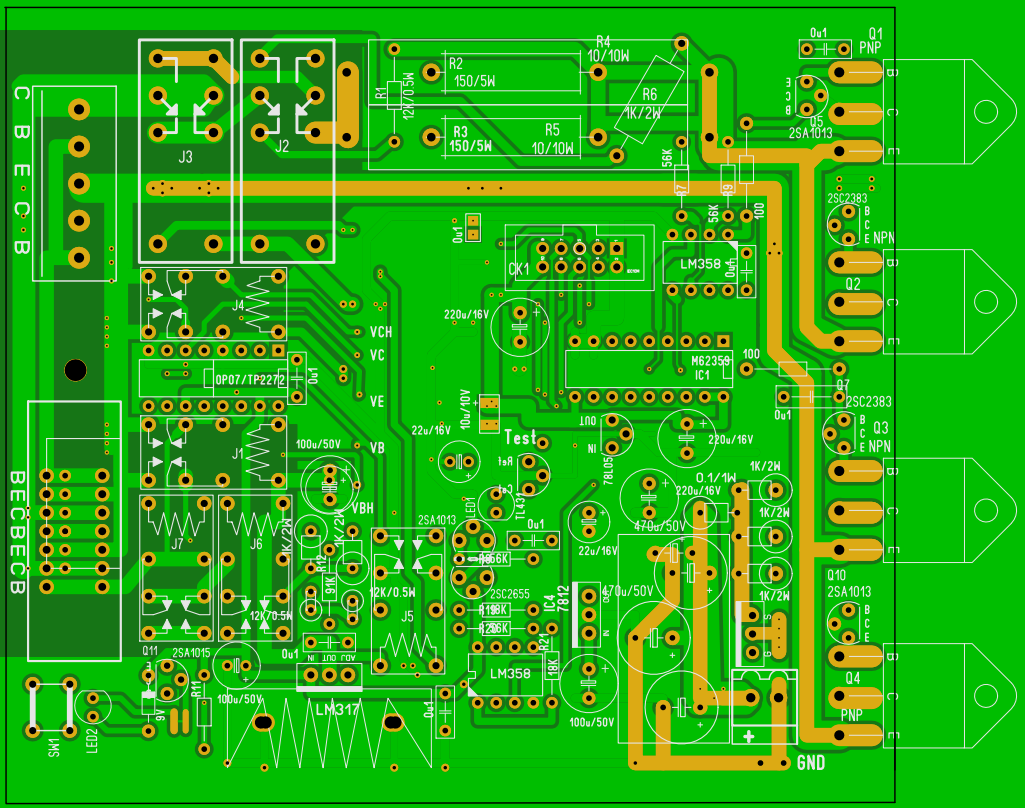 0u1
Q1
PNP
R4
10/10W
R2
150/5W
R1
12K/0.5W
R6
1K/2W
B
C
E
Q5
2SA1013
C B E C B
J3
J2
R3
150/5W
R5
10/10W
56K
R7
56K
R9
100
2SC2383
B
C
E NPN
0u1
CK1
LM358
0u1
B
C
E
Q2
J4
220u/16V
VCH
VC
M62359
IC1
100
OP07/TP2272
0u1
VE
10u/10V
Q7
2SC2383
0u1
B
C
E NPN
Q3
J1
100u/50V
VB
22u/16V
Test
Ref
Col
OUT
IN
78L05
220u/16V
0.1/1W
1K/2W
B
C
E
BECBECB
VBH
LED1
TL431
220u/16V
1K/2W
J7
J6
1K/2W
1K/2W
2SA1013
0u1
22u/16V
470u/50V
R12
91K
56K
12K/0.5W
12K/0.5W
2SC2655
18K
56K
R21
18K
IC4
7812
IN
470u/50V
1K/2W
Q10
2SA1013
B
C
E
J5
S
G
0u1
IN OUT ADJ
Q11
2SA1015
E
LM358
LM317
100u/50V
R11
9V
0u1
100u/50V
Q4
PNP
B
C
E
SW1
LED2
+
GND